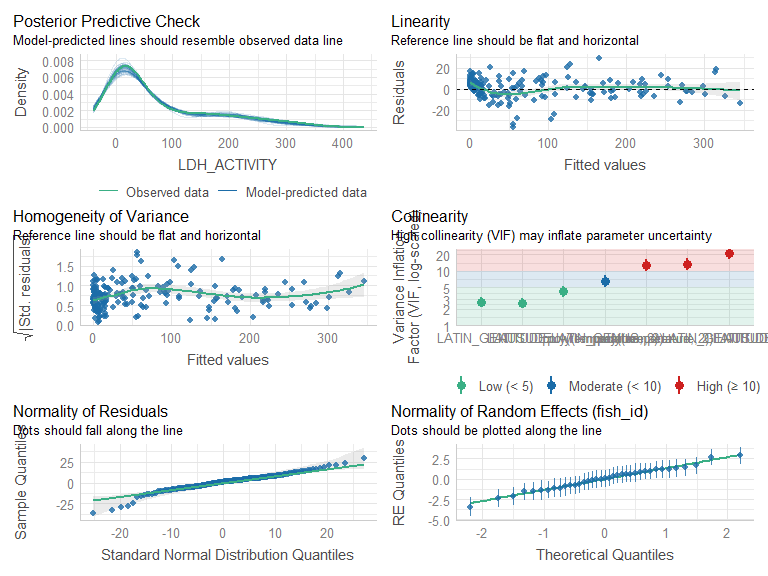 Posterior Predictive Check
Model-predicted lines should resemble observed data line
Density
0.008
0.006
0.004
0.002
0.000
0
100
200
300
400
LDH_ACTIVITY
Observed data
Model-predicted data
Linearity
Reference line should be flat and horizontal
Residuals
20
0
-20
0
100
200
300
Fitted values
Homogeneity of Variance
Reference line should be flat and horizontal
√|Std. residuals|
1.5
1.0
0.5
0.0
0
100
200
300
Fitted values
Collinearity
High collinearity (VIF) may inflate parameter uncertainty
Variance Inflation
Factor (VIF, log-scaled)
20
10
5
3
2
1
Low (< 5)
Moderate (< 10)
High (≥ 10)
Normality of Residuals
Dots should fall along the line
Sample Quantiles
25
0
-25
-20
-10
0
10
20
Standard Normal Distribution Quantiles
Normality of Random Effects (fish_id)
Dots should be plotted along the line
RE Quantiles
2.5
0.0
-2.5
-5.0
-2
-1
0
1
2
Theoretical Quantiles